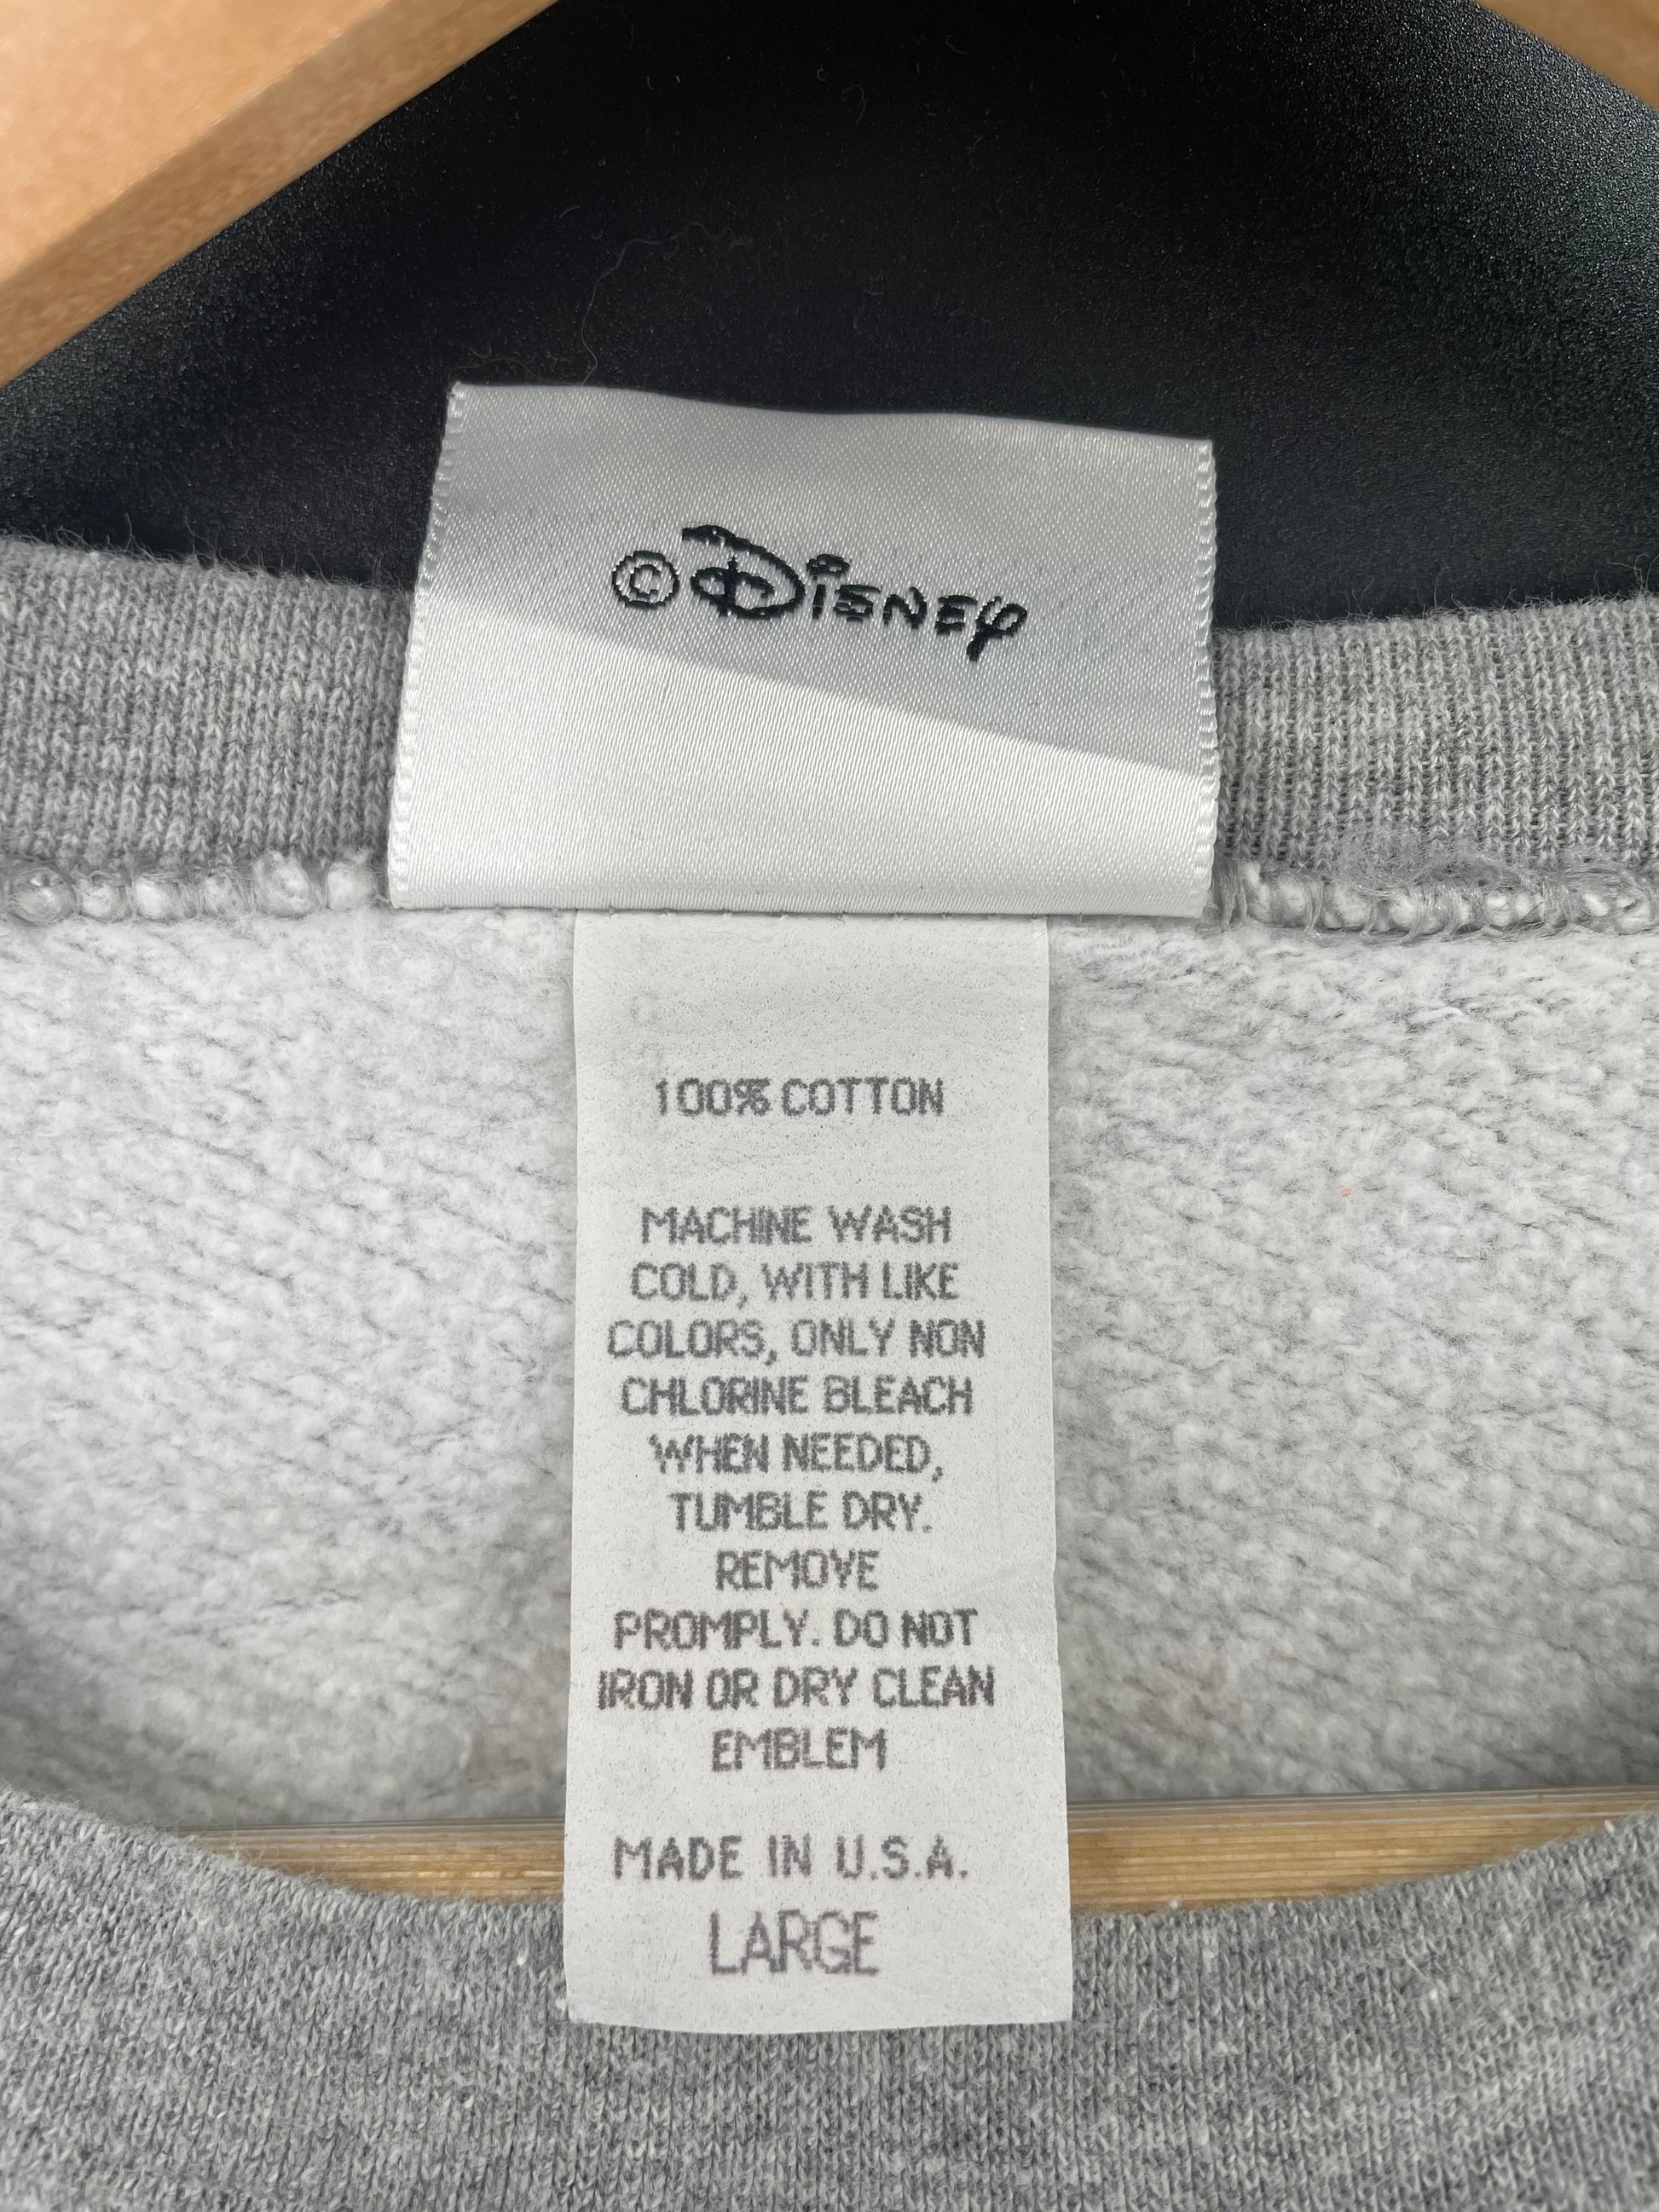 ©Disney
100% COTTON
MACHINE WASH
COLD, WITH LIKE
COLORS, ONLY NON
CHLORINE BLEACH
WHEN NEEDED,
TUMBLE DRY.
REMOVE
PROMPLY. DO NOT
IRON OR DRY CLEAN
EMBLEM
MADE IN U.S.A.
LARGE